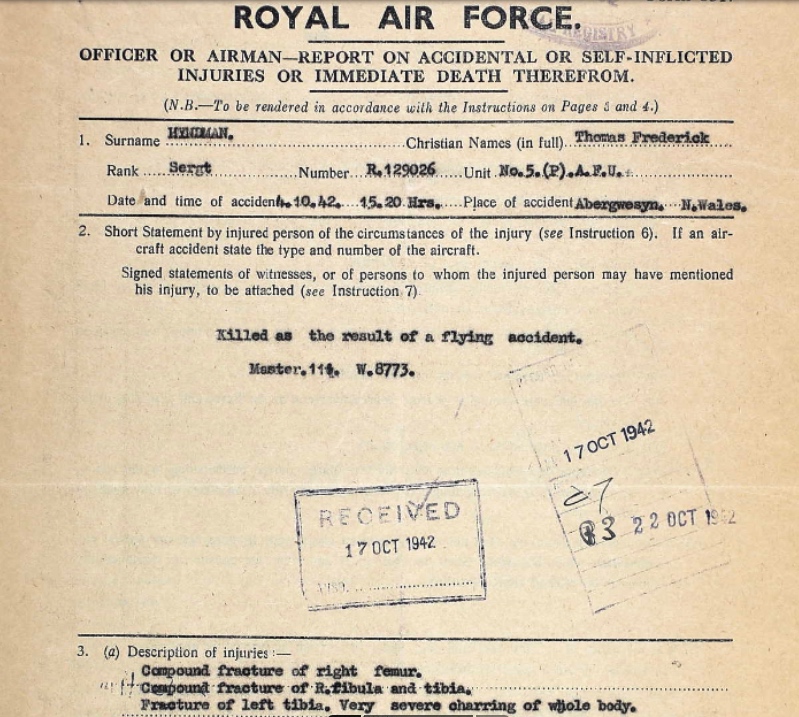 ROYAL AIR FORCE.
REGISTRY
OFFICER OR AIRMAN—REPORT ON ACCIDENTAL OR SELF-INFLICTED
INJURIES OR IMMEDIATE DEATH THEREFROM.
(N.B.—To be rendered in accordance with the Instructions on Pages 3 and 4.)
1. Surname HINDMAN. Christian Names (in full) Thomas Frederick
Rank Sergt Number R.129026 Unit No.5.(P).A.F.U.
Date and time of accident 4.10.42. 15.20 Hrs. Place of accident Abergwesyn. N.Wales.
2. Short Statement by injured person of the circumstances of the injury (see Instruction 6). If an air-
craft accident state the type and number of the aircraft.
Signed statements of witnesses, or of persons to whom the injured person may have mentioned
his injury, to be attached (see Instruction 7)
Killed as the result of a flying accident.
Master.111. W.8773.
17 OCT 1942
RECEIVED
17 OCT 1942
22 OCT 1942
3. (a) Description of injuries :—
Compound fracture of right femur.
Compound fracture of R.fibula and tibia.
Fracture of left tibia. Very severe charring of whole body.